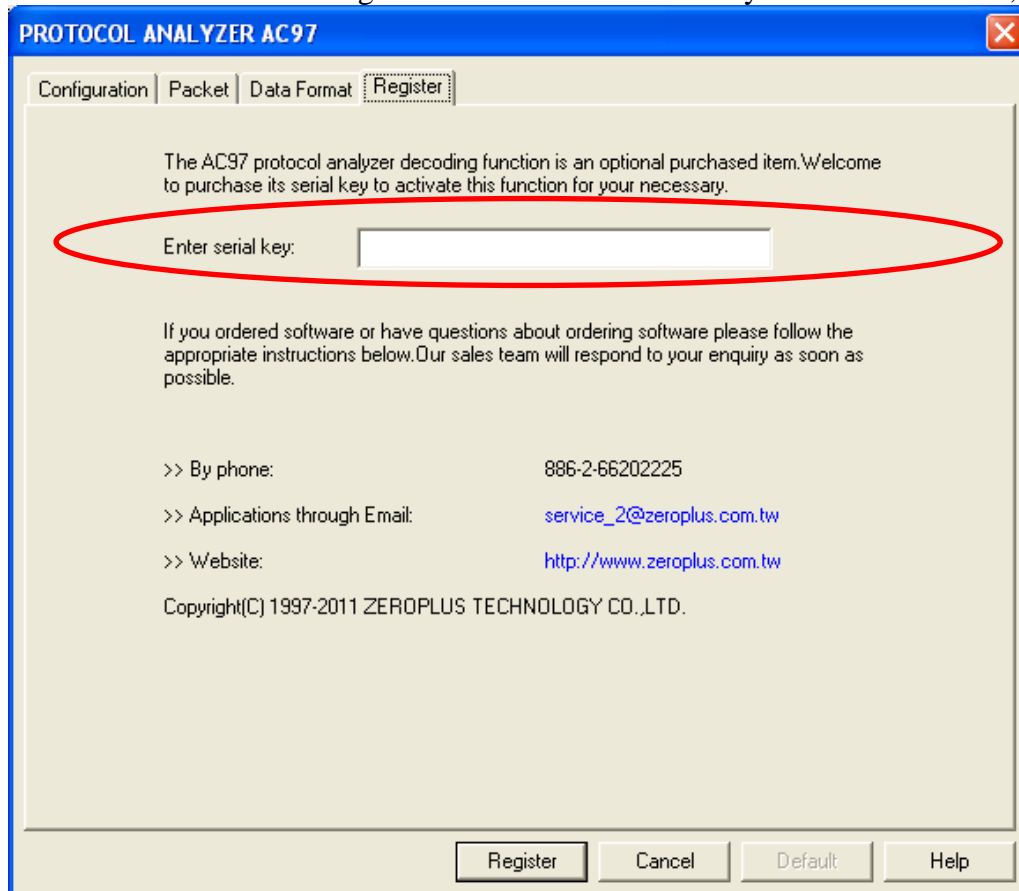 PROTOCOL ANALYZER AC97
Configuration Packet Data Format Register
The AC97 protocol analyzer decoding function is an optional purchased item.Welcome
to purchase its serial key to activate this function for your necessary.
Enter serial key:
If you ordered software or have questions about ordering software please follow the
appropriate instructions below.Our sales team will respond to your enquiry as soon as
possible.
>> By phone: 886-2-66202225
>> Applications through Email: service_2@zeroplus.com.tw
>> Website: http://www.zeroplus.com.tw
Copyright(C) 1997-2011 ZEROPLUS TECHNOLOGY CO.,LTD.
Register Cancel Default Help